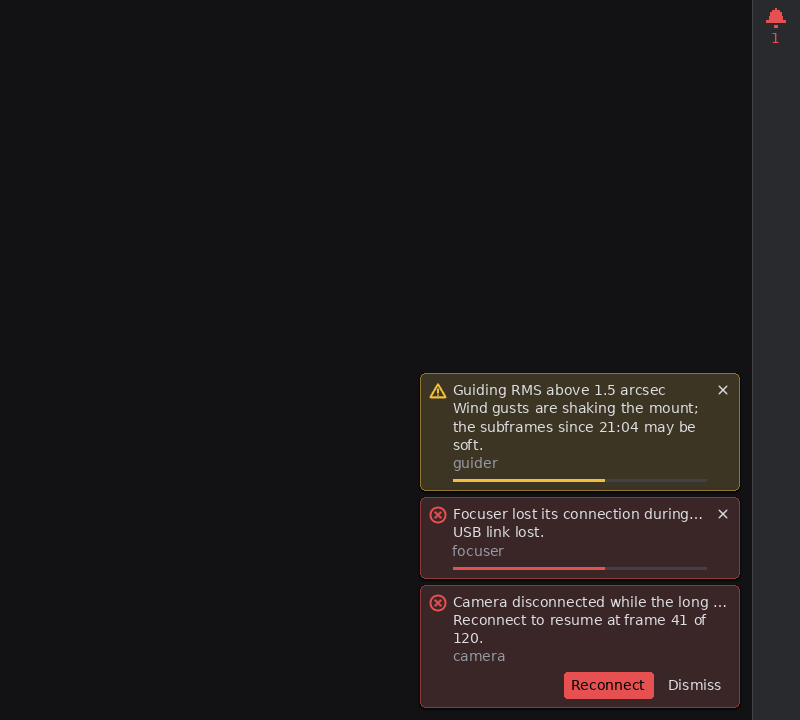 1
Guiding RMS above 1.5 arcsec
Wind gusts are shaking the mount;
the subframes since 21:04 may be
soft.
guider
Focuser lost its connection during…
USB link lost.
focuser
Camera disconnected while the long …
Reconnect to resume at frame 41 of
120.
camera
Reconnect Dismiss